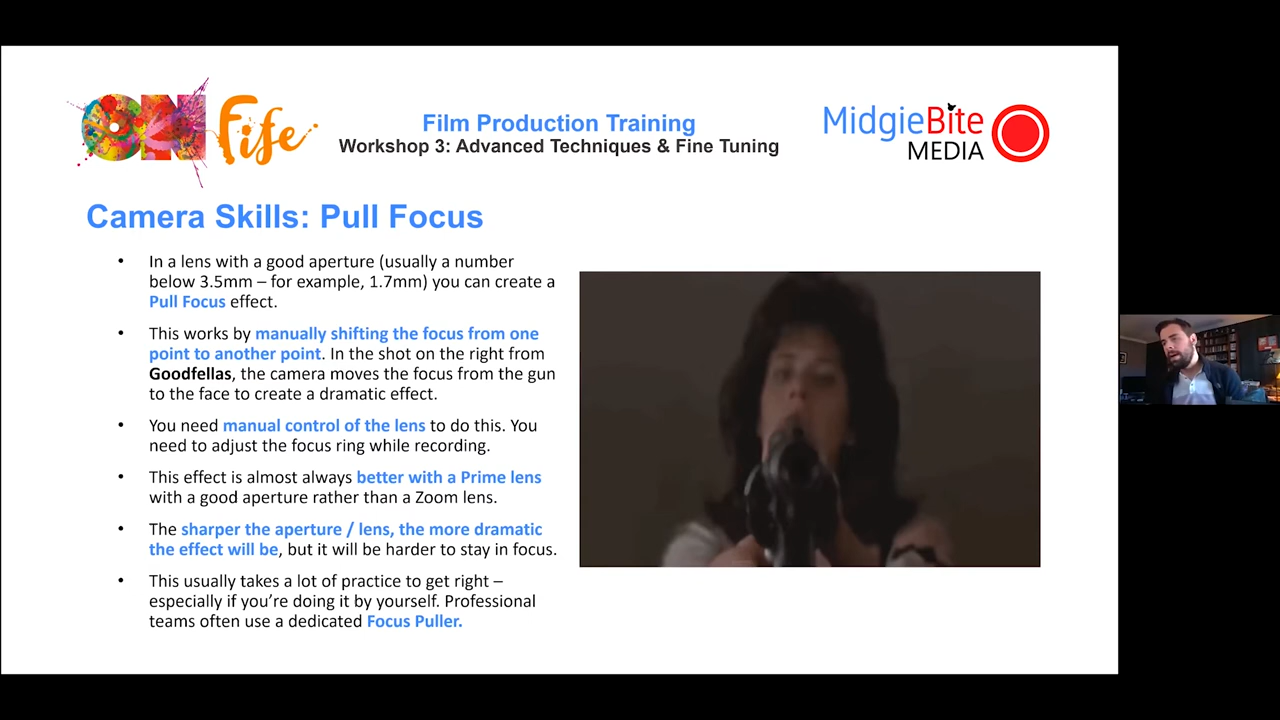 ON Fife
Film Production Training
Workshop 3: Advanced Techniques & Fine Tuning
MidgieBite
MEDIA
Camera Skills: Pull Focus
• In a lens with a good aperture (usually a number
below 3.5mm – for example, 1.7mm) you can create a
Pull Focus effect.
• This works by manually shifting the focus from one
point to another point. In the shot on the right from
Goodfellas, the camera moves the focus from the gun
to the face to create a dramatic effect.
• You need manual control of the lens to do this. You
need to adjust the focus ring while recording.
• This effect is almost always better with a Prime lens
with a good aperture rather than a Zoom lens.
• The sharper the aperture / lens, the more dramatic
the effect will be, but it will be harder to stay in focus.
• This usually takes a lot of practice to get right –
especially if you’re doing it by yourself. Professional
teams often use a dedicated Focus Puller.